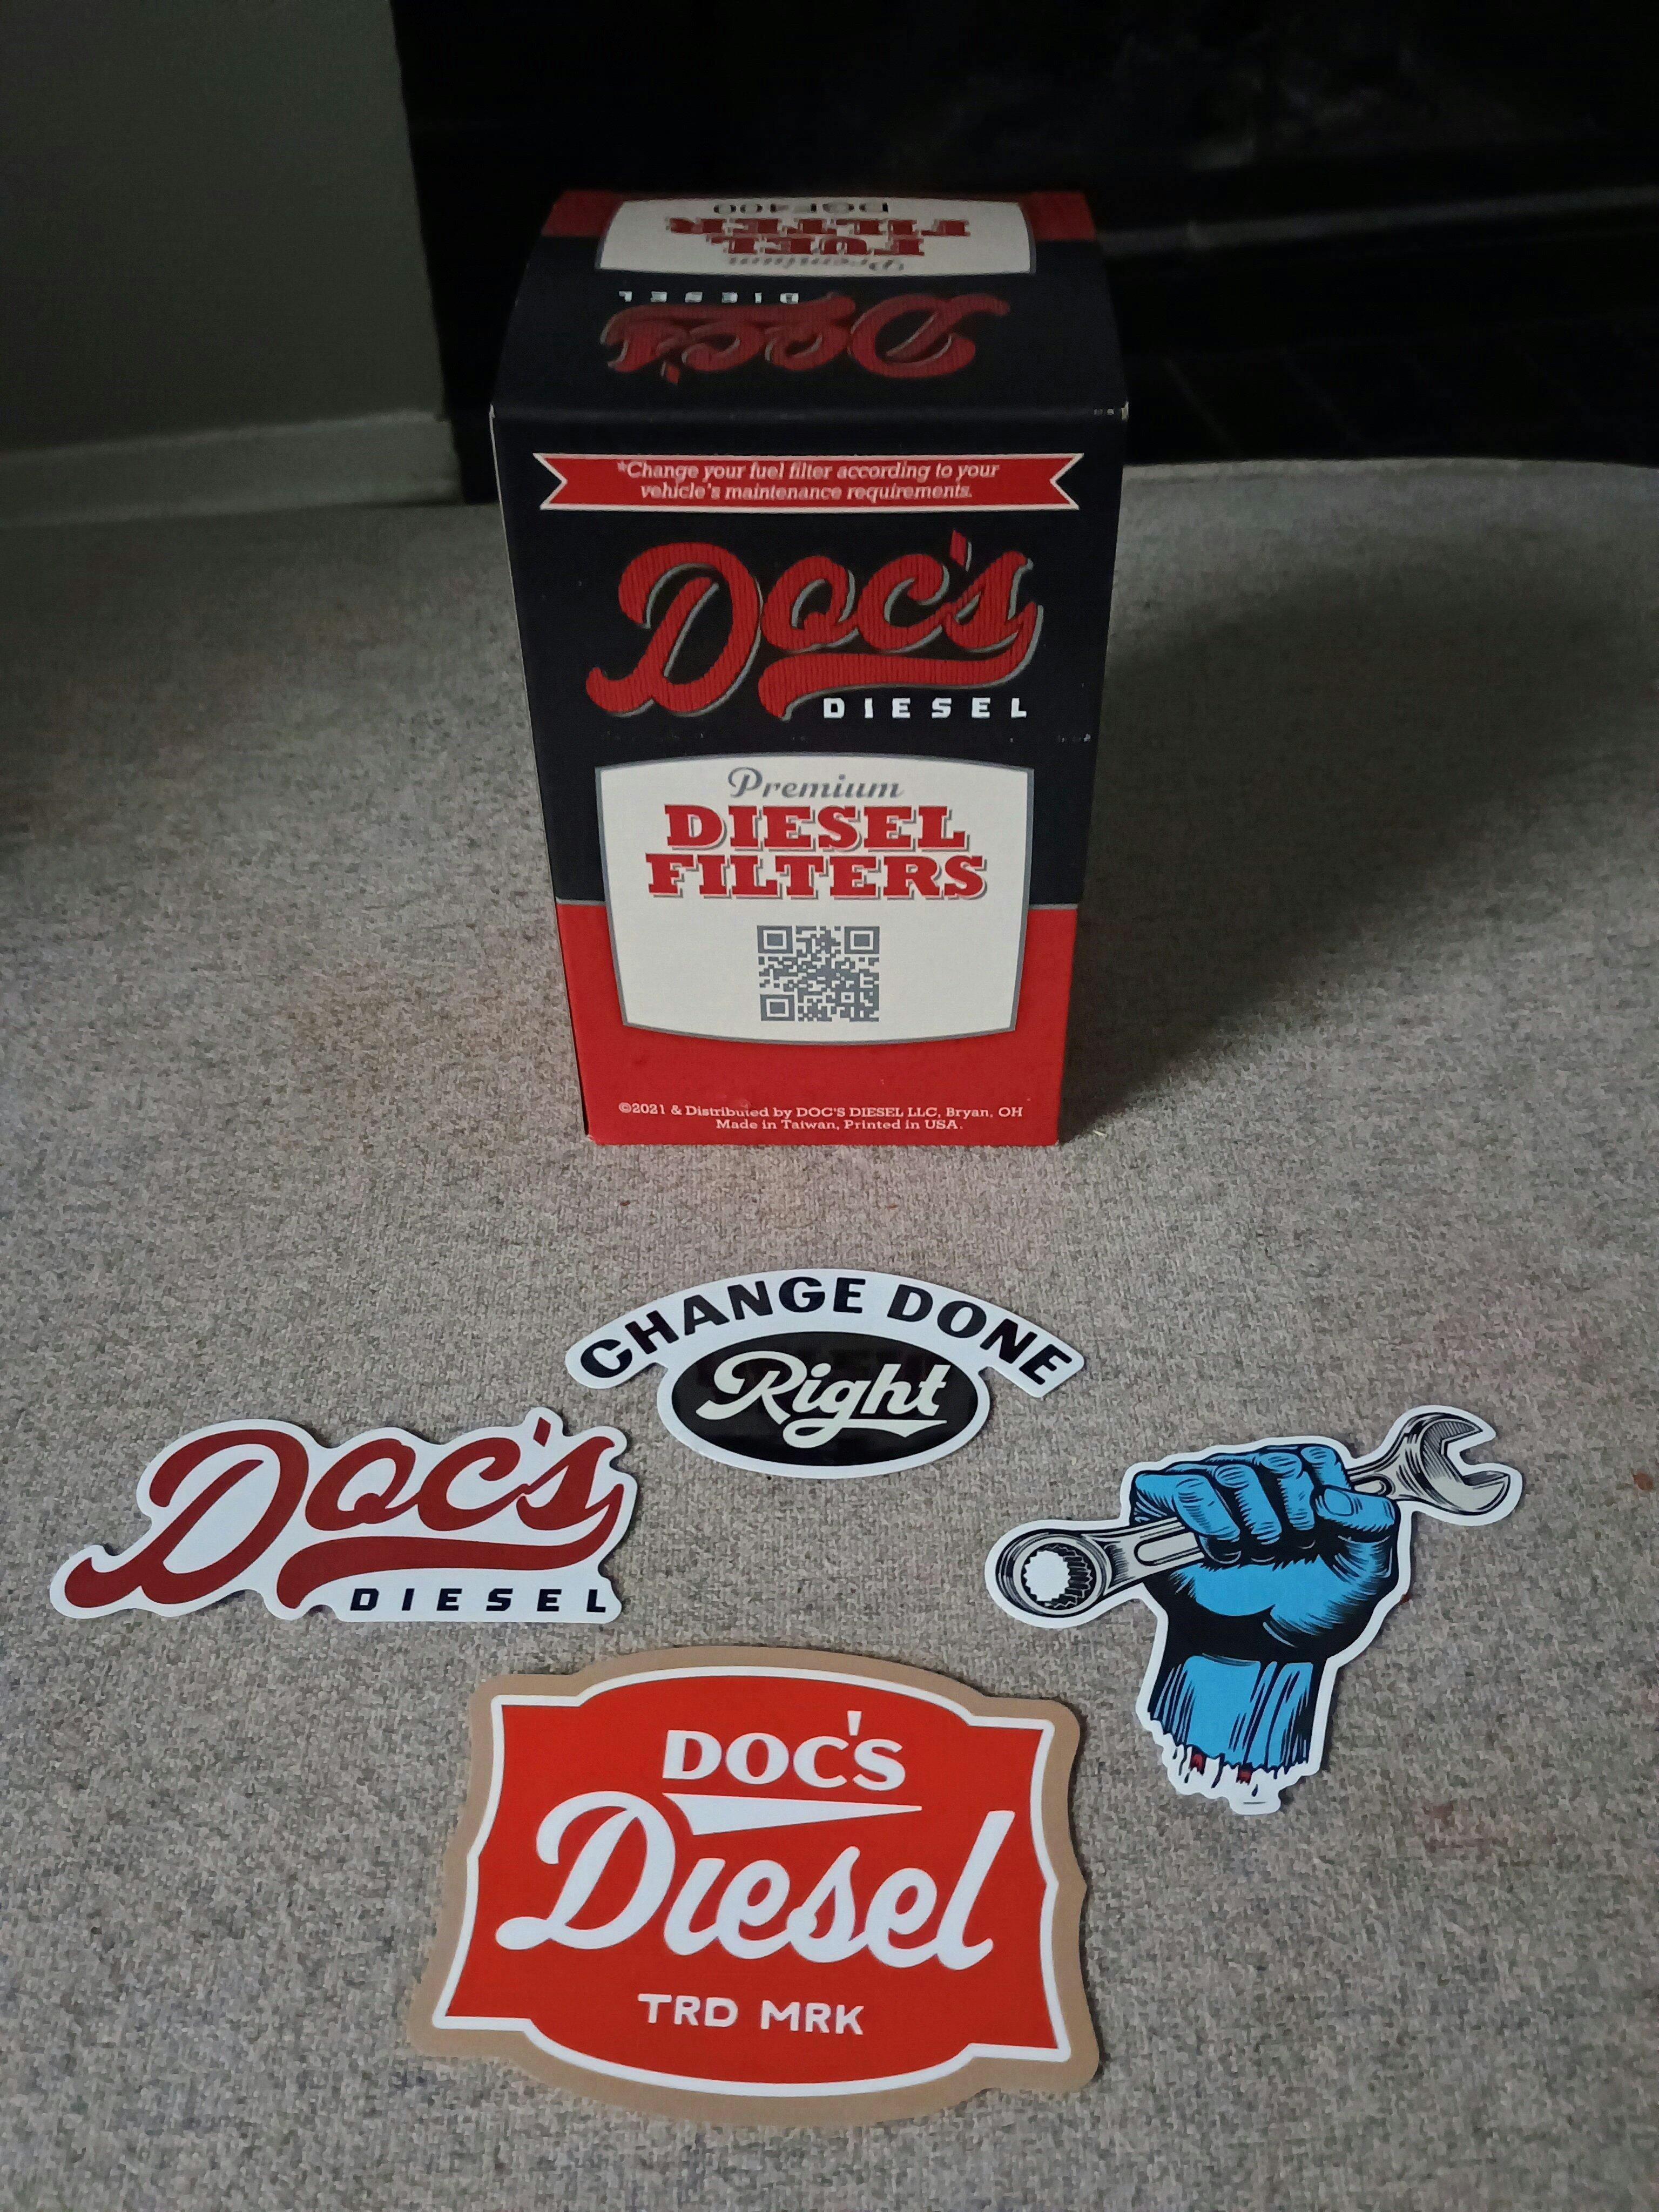 DGF400
FUEL
FILTER
Premium
DIESEL
Doc's
*Change your fuel filter according to your
vehicle's maintenance requirements.
Doc's
DIESEL
Premium
DIESEL
FILTERS
©2021 & Distributed by DOC'S DIESEL LLC, Bryan, OH
Made in Taiwan, Printed in USA.
CHANGE DONE
Right
Doc's
DIESEL
DOC'S
Diesel
TRD MRK